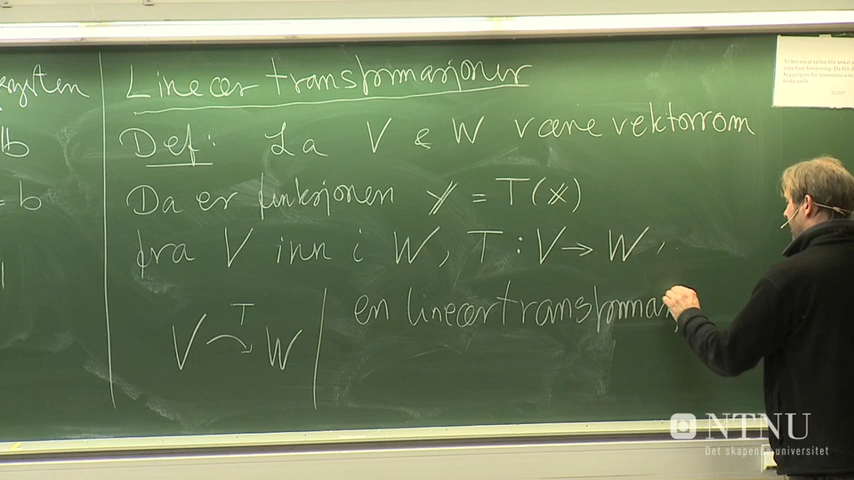 b
= b
Lineær transformasjoner
Def: La V & W være vektorrom
Da er funksjonen y = T(x)
fra V inn i W, T : V → W,
en lineær transforma
T
V → W
NTNU
Det skapende universitet